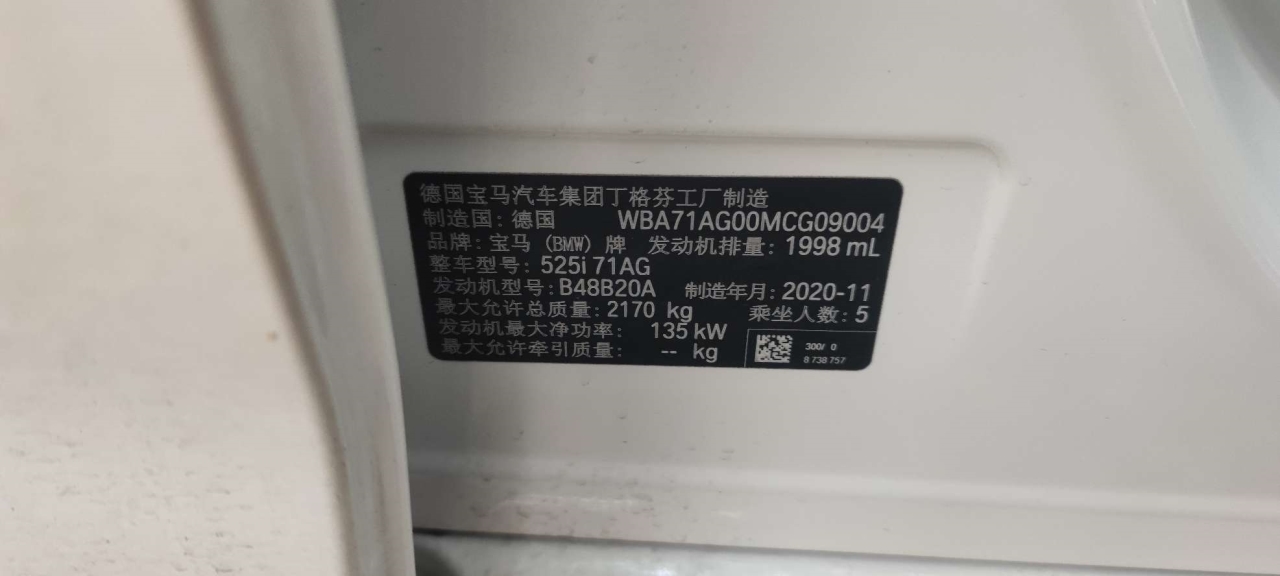 德国宝马汽车集团丁格芬工厂制造
制造国: 德国 WBA71AG00MCG09004
品牌: 宝马 (BMW) 牌 发动机排量: 1998 mL
整车型号: 525i 71AG
发动机型号: B48B20A 制造年月: 2020-11
最大允许总质量: 2170 kg 乘坐人数: 5
发动机最大净功率: 135 kW
最大允许牵引质量: -- kg
300/ 0
8 738 757